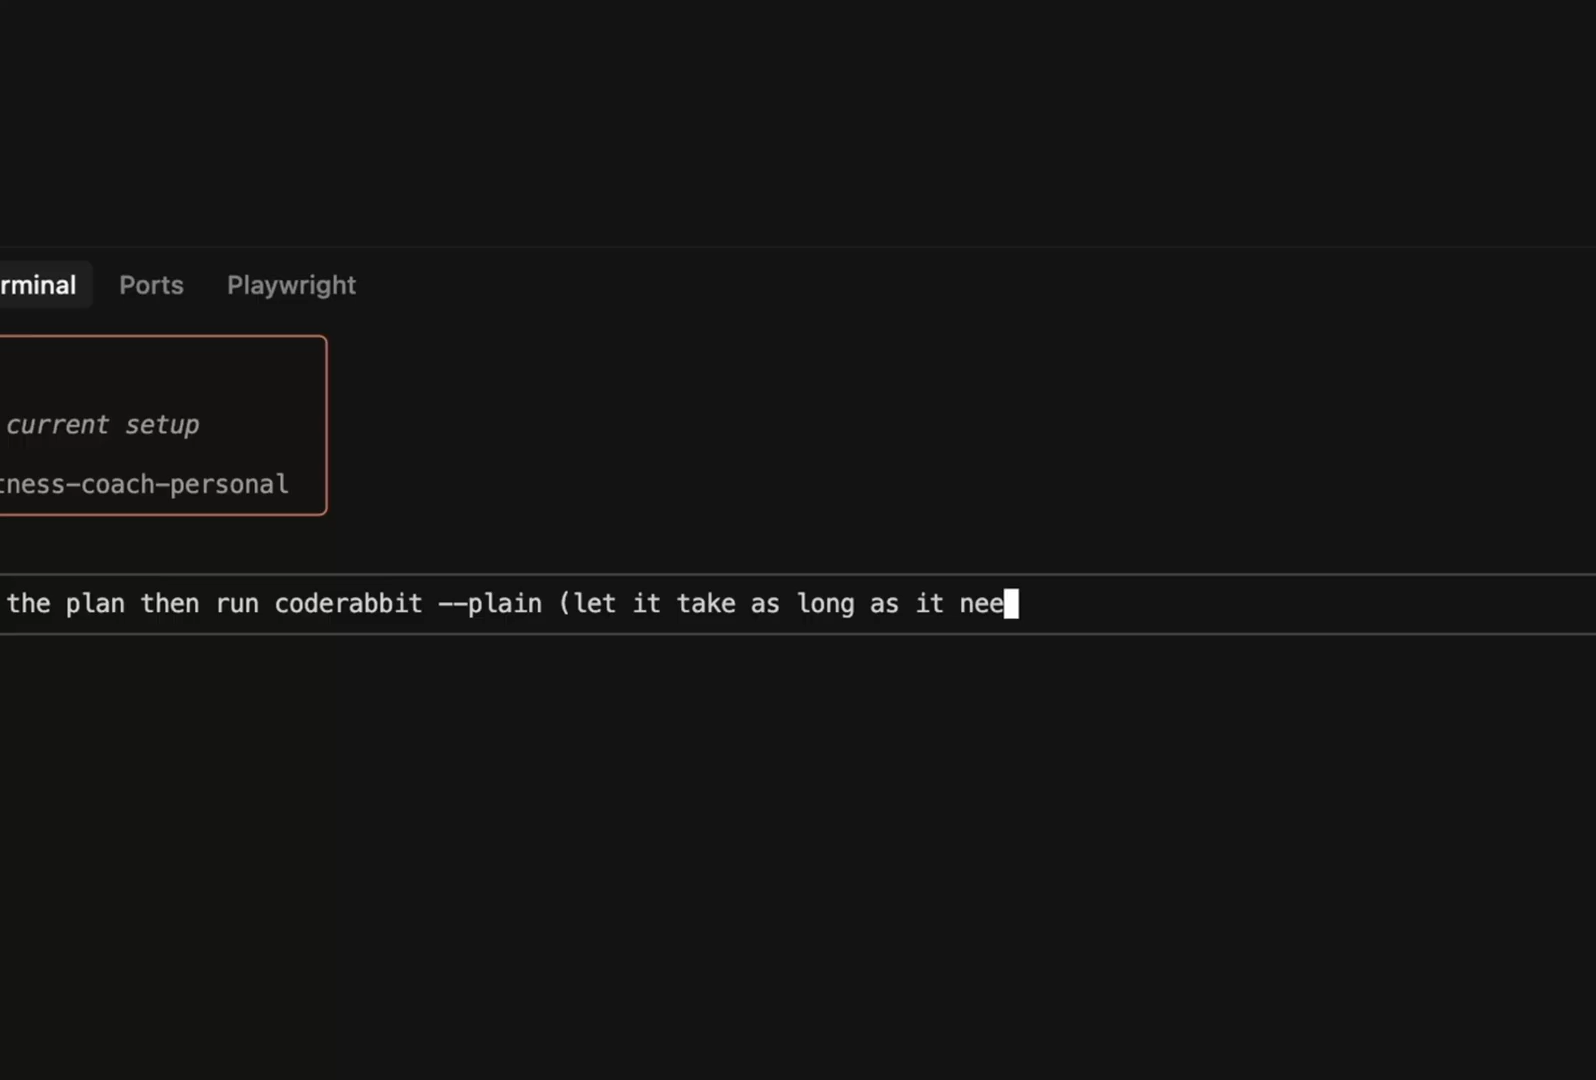 rminal Ports Playwright
current setup
tness-coach-personal
the plan then run coderabbit --plain (let it take as long as it nee